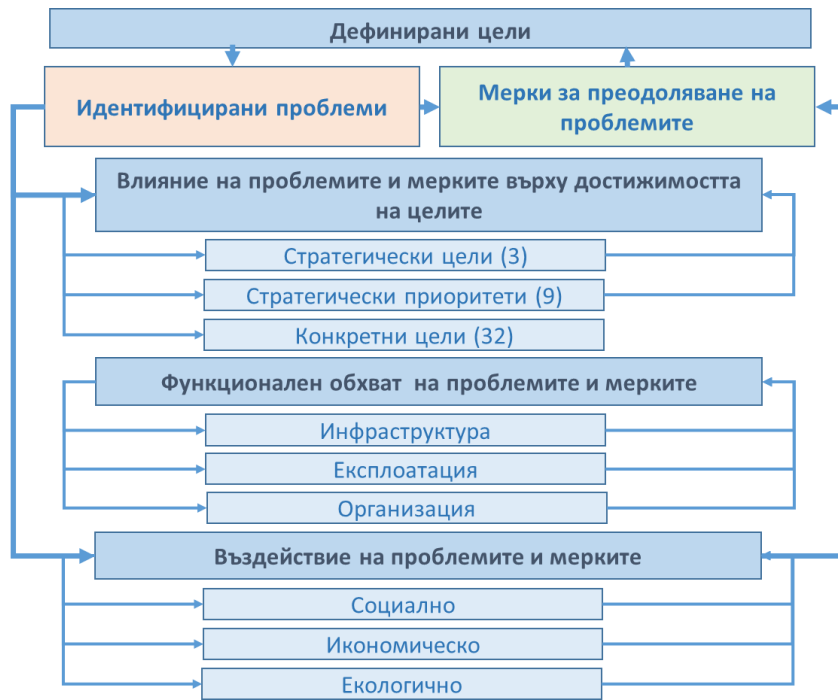 Дефинирани цели
Идентифицирани проблеми
Мерки за преодоляване на
проблемите
Влияние на проблемите и мерките върху достижимостта
на целите
Стратегически цели (3)
Стратегически приоритети (9)
Конкретни цели (32)
Функционален обхват на проблемите и мерките
Инфраструктура
Експлоатация
Организация
Въздействие на проблемите и мерките
Социално
Икономическо
Екологично